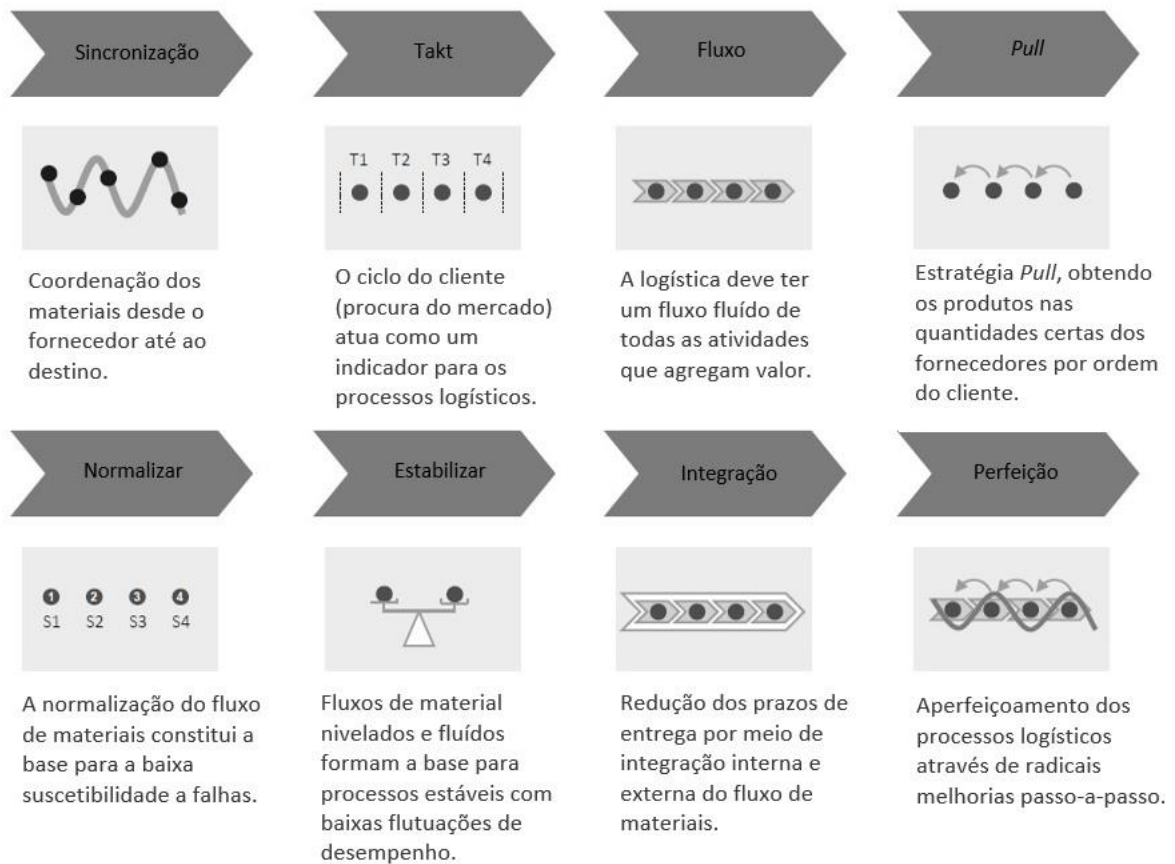 Sincronização
Takt
Fluxo
Pull
T1 T2 T3 T4
Coordenação dos
materiais desde o
fornecedor até ao
destino.
O ciclo do cliente
(procura do mercado)
atua como um
indicador para os
processos logísticos.
A logística deve ter
um fluxo fluído de
todas as atividades
que agregam valor.
Estratégia Pull, obtendo
os produtos nas
quantidades certas dos
fornecedores por ordem
do cliente.
Normalizar
Estabilizar
Integração
Perfeição
1 2 3 4
S1 S2 S3 S4
A normalização do fluxo
de materiais constitui a
base para a baixa
suscetibilidade a falhas.
Fluxos de material
nivelados e fluídos
formam a base para
processos estáveis com
baixas flutuações de
desempenho.
Redução dos prazos de
entrega por meio de
integração interna e
externa do fluxo de
materiais.
Aperfeiçoamento dos
processos logísticos
através de radicais
melhorias passo-a-passo.